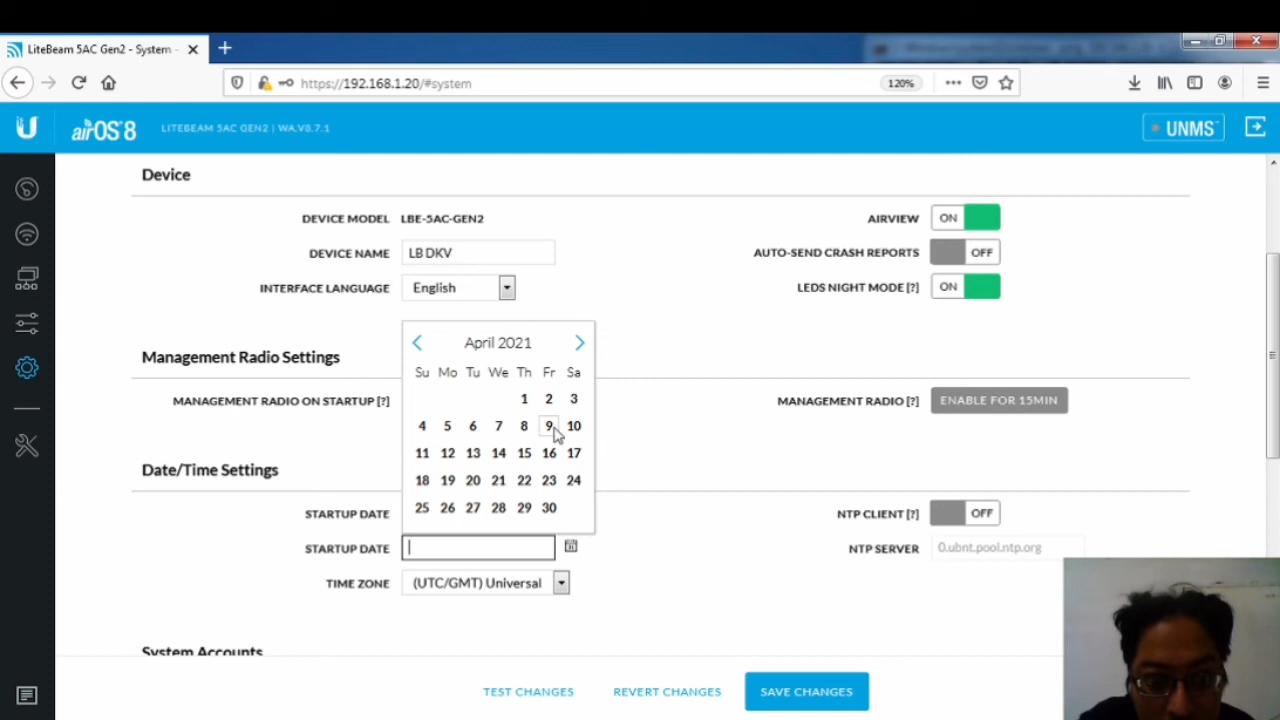 LiteBeam 5AC Gen2 - System -
https://192.168.1.20/#system
120%
airOS 8
LITEBEAM 5AC GEN2 | WA.V8.7.1
UNMS
Device
DEVICE MODEL LBE-5AC-GEN2
AIRVIEW ON
DEVICE NAME LB DKV
AUTO-SEND CRASH REPORTS OFF
INTERFACE LANGUAGE English
LEDS NIGHT MODE [?] ON
April 2021
Management Radio Settings
Su Mo Tu We Th Fr Sa
1 2 3
MANAGEMENT RADIO ON STARTUP [?]
MANAGEMENT RADIO [?] ENABLE FOR 15MIN
4 5 6 7 8 9 10
11 12 13 14 15 16 17
Date/Time Settings
18 19 20 21 22 23 24
25 26 27 28 29 30
STARTUP DATE
NTP CLIENT [?] OFF
STARTUP DATE
NTP SERVER 0.ubnt.pool.ntp.org
TIME ZONE (UTC/GMT) Universal
System Accounts
TEST CHANGES REVERT CHANGES SAVE CHANGES